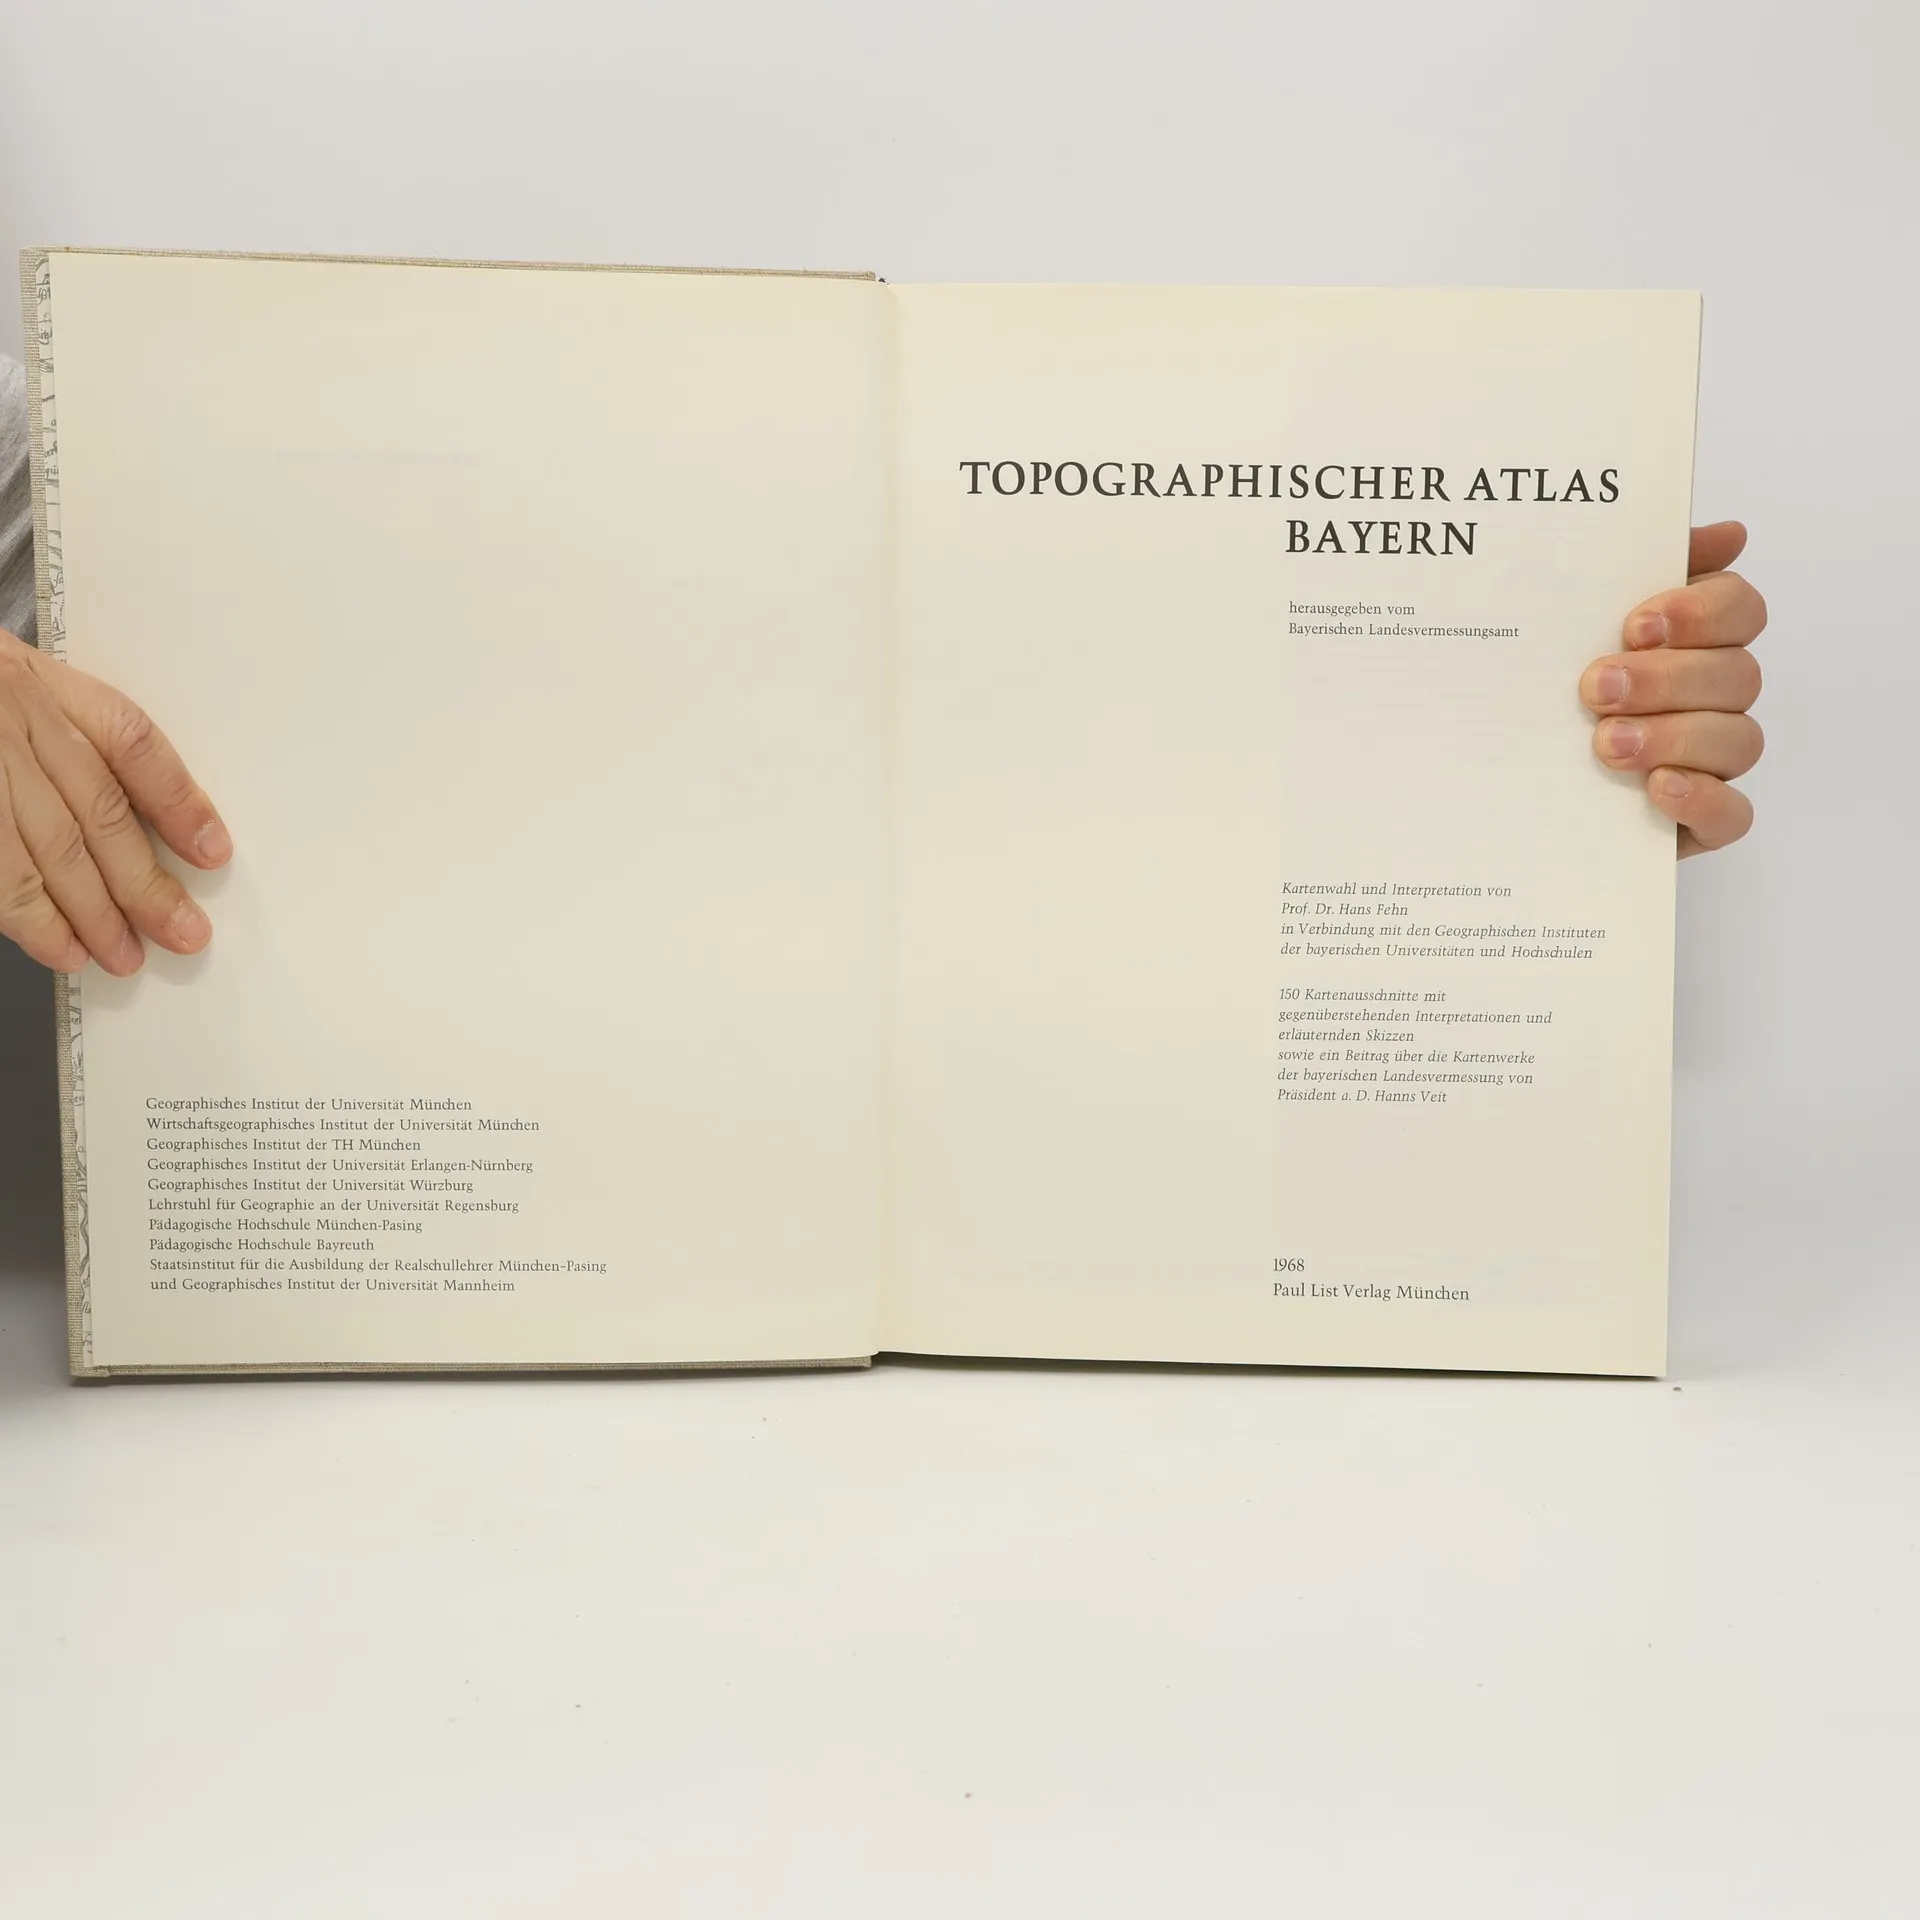 Geographisches Institut der Universität München
Wirtschaftsgeographisches Institut der Universität München
Geographisches Institut der TH München
Geographisches Institut der Universität Erlangen-Nürnberg
Geographisches Institut der Universität Würzburg
Lehrstuhl für Geographie an der Universität Regensburg
Pädagogische Hochschule München-Pasing
Pädagogische Hochschule Bayreuth
Staatsinstitut für die Ausbildung der Realschullehrer München-Pasing
und Geographisches Institut der Universität Mannheim
TOPOGRAPHISCHER ATLAS
BAYERN
herausgegeben vom
Bayerischen Landesvermessungsamt
Kartenwahl und Interpretation von
Prof. Dr. Hans Fehn
in Verbindung mit den Geographischen Instituten
der bayerischen Universitäten und Hochschulen
150 Kartenausschnitte mit
gegenüberstehenden Interpretationen und
erläuternden Skizzen
sowie ein Beitrag über die Kartenwerke
der bayerischen Landesvermessung von
Präsident a. D. Hanns Veit
1968
Paul List Verlag München